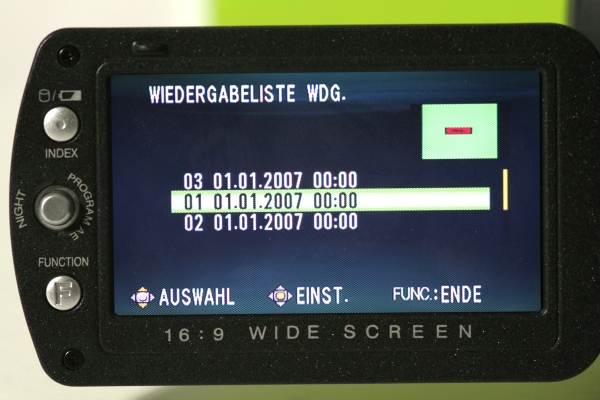 WIEDERGABELISTE WDG.
03 01.01.2007 00:00
01 01.01.2007 00:00
02 01.01.2007 00:00
AUSWAHL EINST. FUNC.:ENDE
16:9 WIDE SCREEN
INDEX
NIGHT
PROGRAM AE
FUNCTION
F